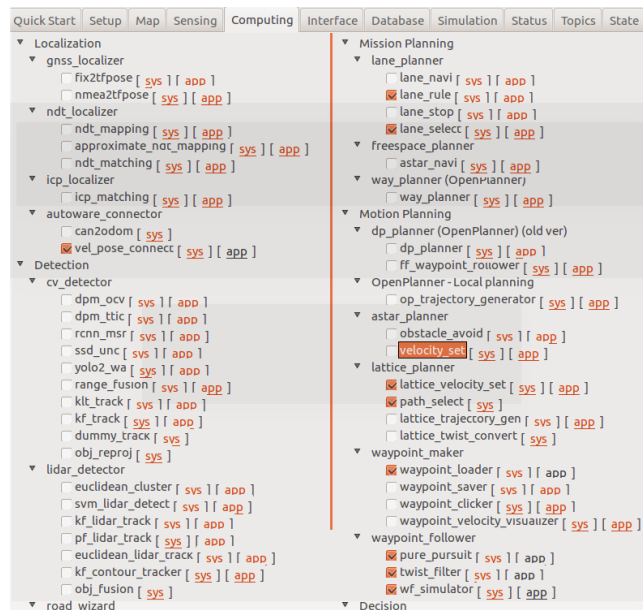 Quick Start Setup Map Sensing Computing Interface Database Simulation Status Topics State
Localization
gnss_localizer
fix2tfpose [ sys ] [ app ]
nmea2tfpose [ sys ] [ app ]
ndt_localizer
ndt_mapping [ sys ] [ app ]
approximate_ndt_mapping [ sys ] [ app ]
ndt_matching [ sys ] [ app ]
icp_localizer
icp_matching [ sys ] [ app ]
autoware_connector
can2odom [ sys ]
vel_pose_connect [ sys ] [ app ]
Detection
cv_detector
dpm_ocv [ sys ] [ app ]
dpm_ttic [ sys ] [ app ]
rcnn_msr [ sys ] [ app ]
ssd_unc [ sys ] [ app ]
yolo2_wa [ sys ] [ app ]
range_fusion [ sys ] [ app ]
klt_track [ sys ] [ app ]
kf_track [ sys ] [ app ]
dummy_track [ sys ]
obj_reproj [ sys ]
lidar_detector
euclidean_cluster [ sys ] [ app ]
svm_lidar_detect [ sys ] [ app ]
kf_lidar_track [ sys ] [ app ]
pf_lidar_track [ sys ] [ app ]
euclidean_lidar_track [ sys ] [ app ]
kf_contour_tracker [ sys ] [ app ]
obj_fusion [ sys ]
road_wizard
Mission Planning
lane_planner
lane_navi [ sys ] [ app ]
lane_rule [ sys ] [ app ]
lane_stop [ sys ] [ app ]
lane_select [ sys ] [ app ]
freespace_planner
astar_navi [ sys ] [ app ]
way_planner (OpenPlanner)
way_planner [ sys ] [ app ]
Motion Planning
dp_planner (OpenPlanner) (old ver)
dp_planner [ sys ] [ app ]
ff_waypoint_follower [ sys ] [ app ]
OpenPlanner - Local planning
op_trajectory_generator [ sys ] [ app ]
astar_planner
obstacle_avoid [ sys ] [ app ]
velocity_set [ sys ] [ app ]
lattice_planner
lattice_velocity_set [ sys ] [ app ]
path_select [ sys ]
lattice_trajectory_gen [ sys ] [ app ]
lattice_twist_convert [ sys ]
waypoint_maker
waypoint_loader [ sys ] [ app ]
waypoint_saver [ sys ] [ app ]
waypoint_clicker [ sys ] [ app ]
waypoint_velocity_visualizer [ sys ] [ app ]
waypoint_follower
pure_pursuit [ sys ] [ app ]
twist_filter [ sys ] [ app ]
wf_simulator [ sys ] [ app ]
Decision